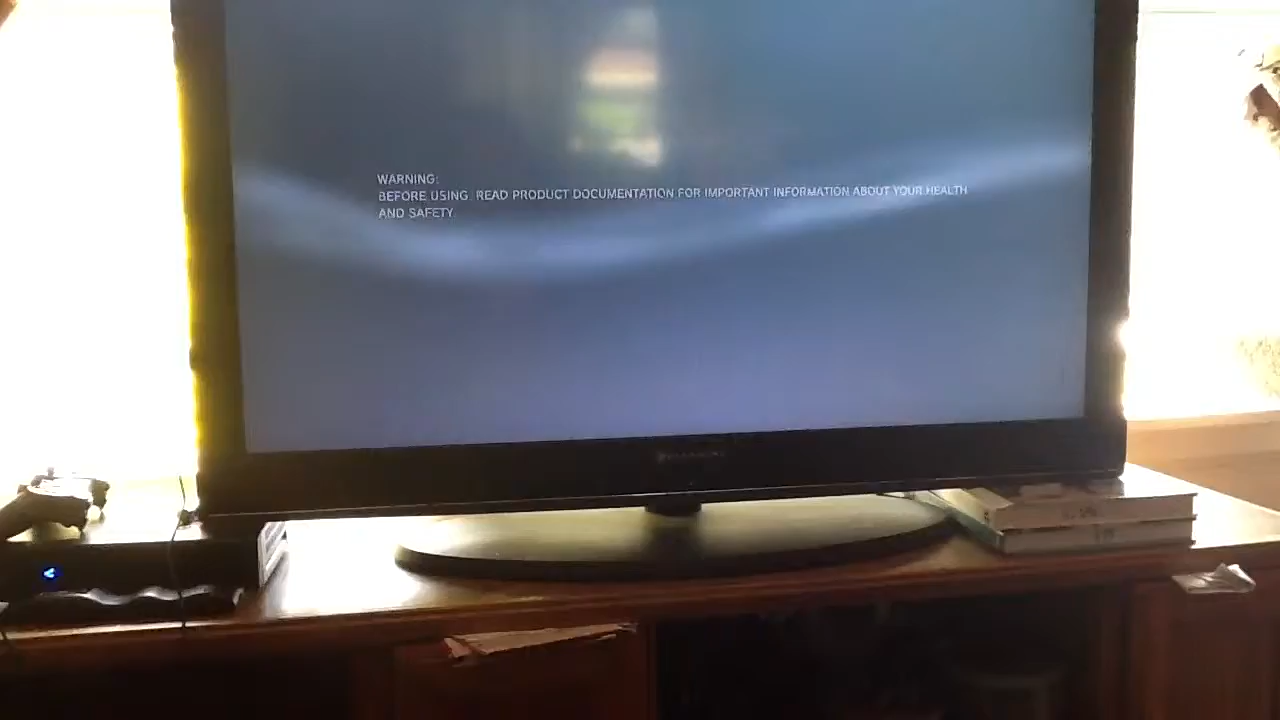 WARNING:
BEFORE USING, READ PRODUCT DOCUMENTATION FOR IMPORTANT INFORMATION ABOUT YOUR HEALTH
AND SAFETY.